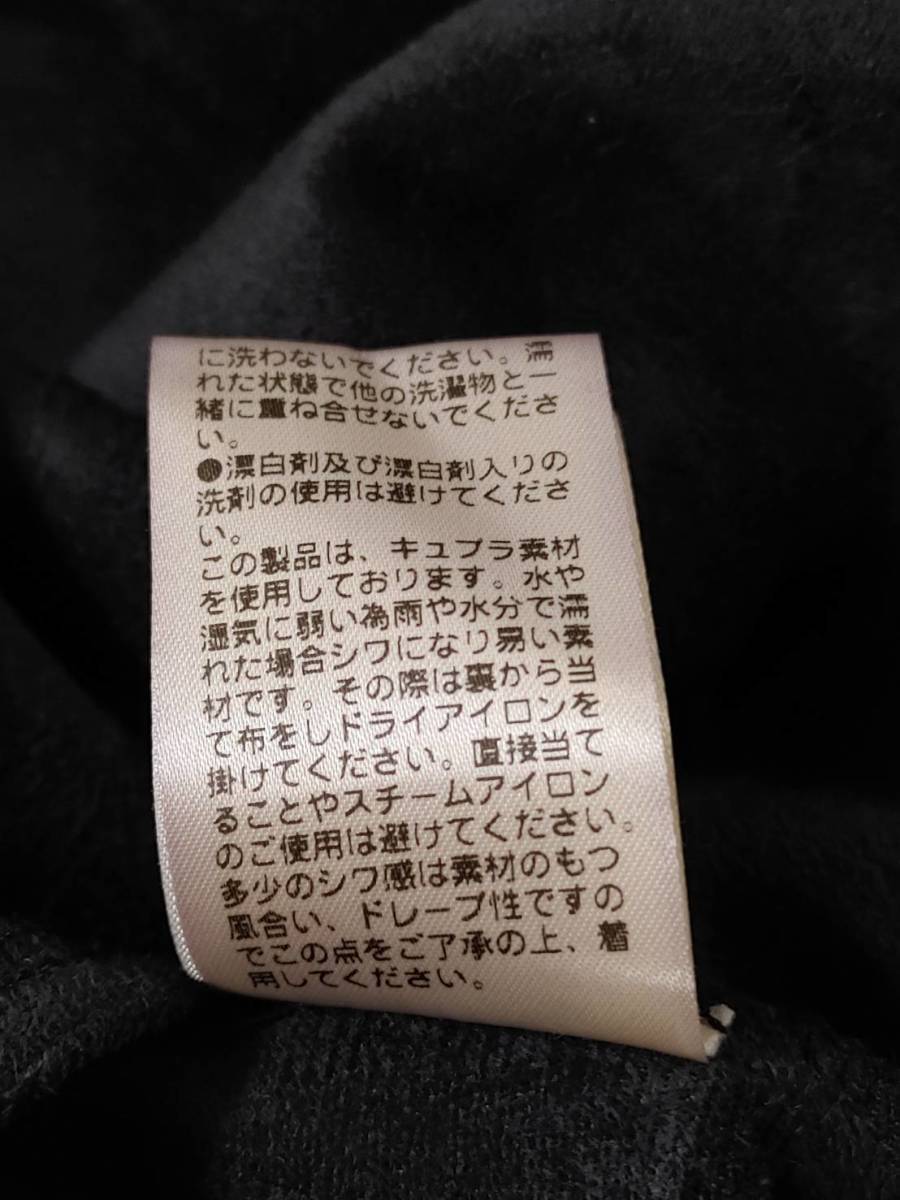 に洗わないでください。濡
れた状態で他の洗濯物と一
緒に重ね合せないでくださ
い。
●漂白剤及び漂白剤入りの
洗剤の使用は避けてくださ
い。
この製品は、キュプラ素材
を使用しております。水や
湿気に弱い為雨や水分で濡
れた場合シワになり易い素
材です。その際は裏から当
て布をしドライアイロンを
掛けてください。直接当て
ることやスチームアイロン
のご使用は避けてください。
多少のシワ感は素材のもつ
風合い、ドレープ性ですの
でこの点をご了承の上、着
用してください。